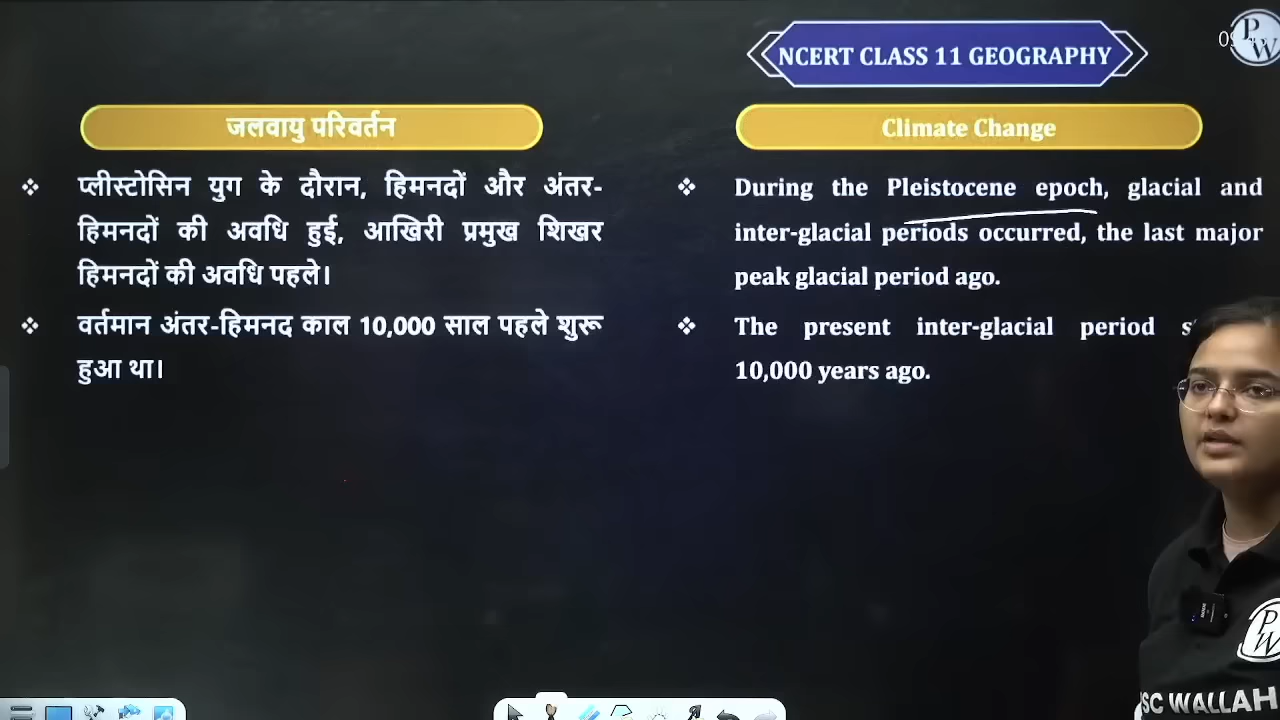 NCERT CLASS 11 GEOGRAPHY
PW
जलवायु परिवर्तन
प्लीस्टोसिन युग के दौरान, हिमनदों और अंतर-
हिमनदों की अवधि हुई, आखिरी प्रमुख शिखर
हिमनदों की अवधि पहले।
वर्तमान अंतर-हिमनद काल 10,000 साल पहले शुरू
हुआ था।
Climate Change
During the Pleistocene epoch, glacial and
inter-glacial periods occurred, the last major
peak glacial period ago.
The present inter-glacial period
10,000 years ago.
PW
SC WALLAH